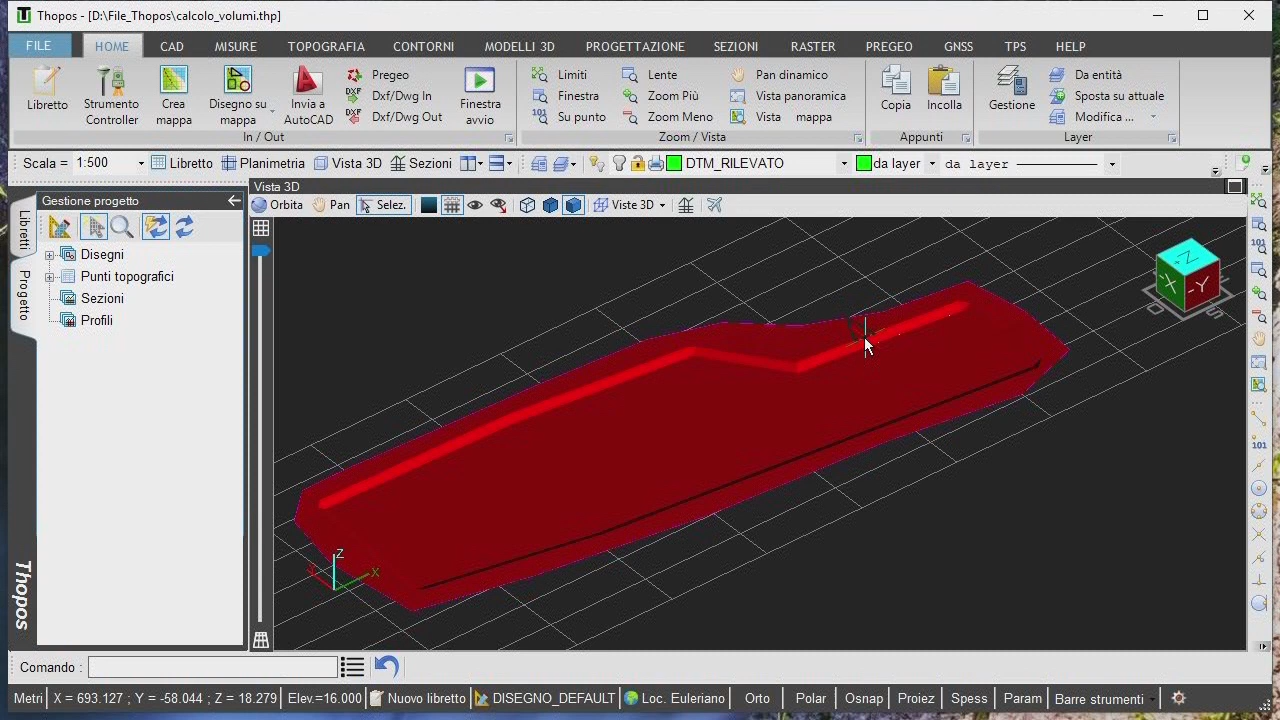 Thopos - [D:\File_Thopos\calcolo_volumi.thp]
FILE HOME CAD MISURE TOPOGRAFIA CONTORNI MODELLI 3D PROGETTAZIONE SEZIONI RASTER PREGEO GNSS TPS HELP
Libretto
Strumento Controller
Crea mappa
Disegno su mappa
Invia a AutoCAD
Pregeo
DXF Dxf/Dwg In
DXF Dxf/Dwg Out
Finestra avvio
Limiti
Finestra
101 Su punto
Lente
Zoom Più
Zoom Meno
Pan dinamico
Vista panoramica
Vista mappa
Copia
Incolla
Gestione
Da entità
Sposta su attuale
Modifica ...
In / Out
Zoom / Vista
Appunti
Layer
Scala = 1:500 Libretto Planimetria Vista 3D Sezioni DTM_RILEVATO da layer da layer
Gestione progetto
Vista 3D
Orbita Pan Selez. Viste 3D
Libretti
Progetto
Disegni
Punti topografici
Sezioni
Profili
Thopos
Z
-X
-Y
O
Z
X
101
101
Comando :
Metri X = 693.127 ; Y = -58.044 ; Z = 18.279 Elev.=16.000 Nuovo libretto DISEGNO_DEFAULT Loc. Euleriano Orto Polar Osnap Proiez Spess Param Barre strumenti